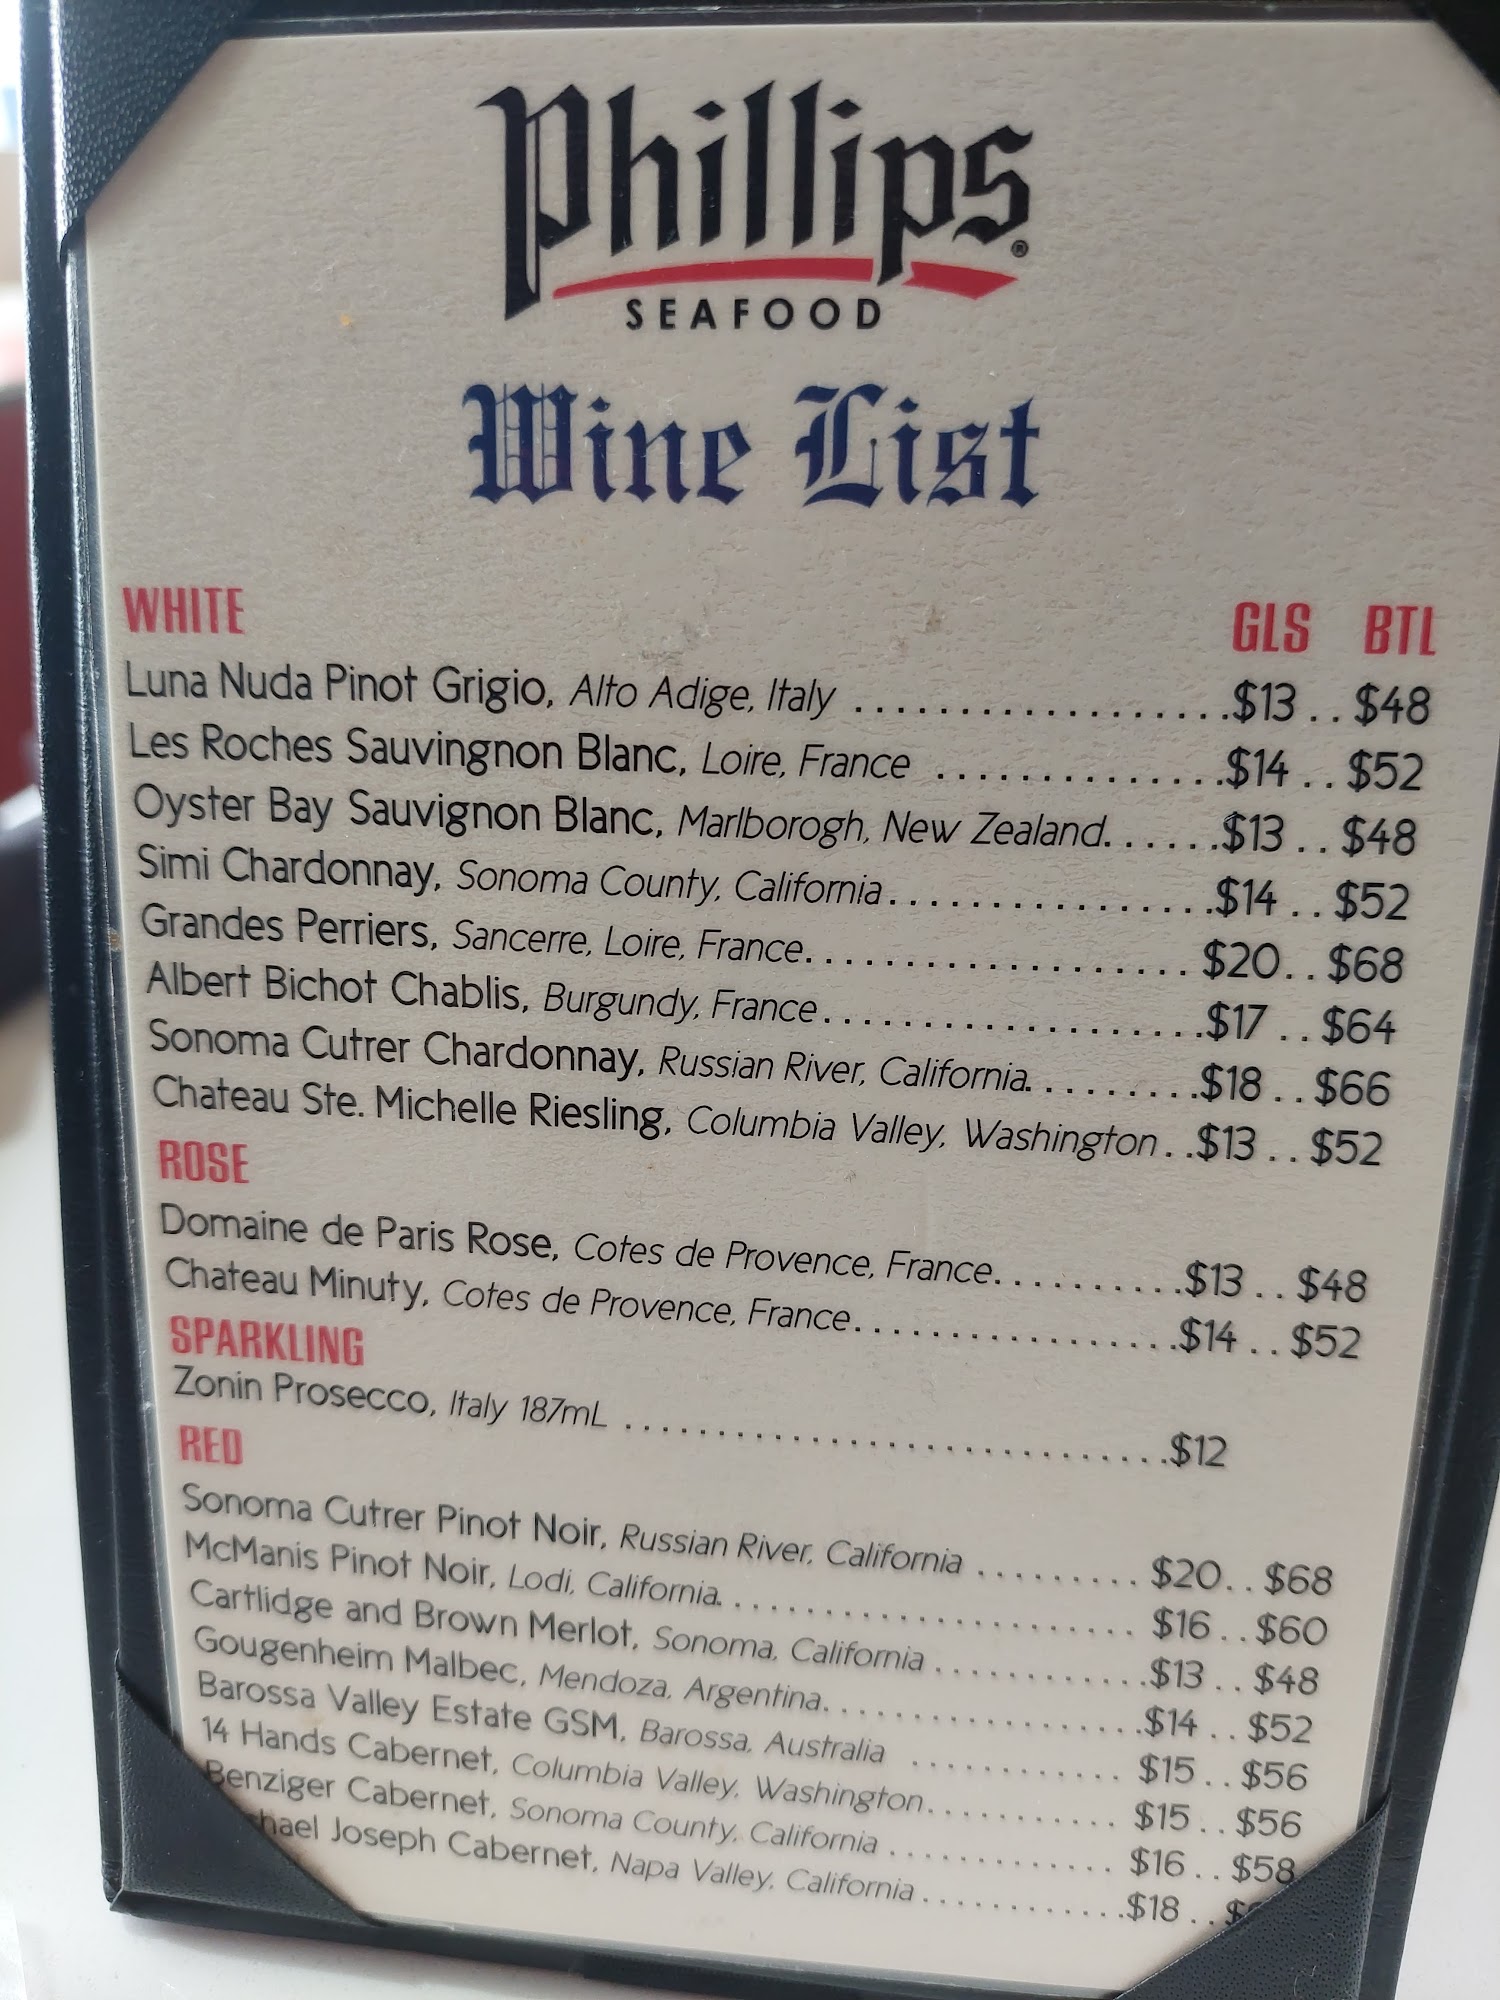 Phillips®
SEAFOOD
Wine List
WHITE GLS BTL
Luna Nuda Pinot Grigio, Alto Adige, Italy ....................$13 .. $48
Les Roches Sauvingnon Blanc, Loire, France ................$14 .. $52
Oyster Bay Sauvignon Blanc, Marlborogh, New Zealand.......$13 .. $48
Simi Chardonnay, Sonoma County, California..................$14 .. $52
Grandes Perriers, Sancerre, Loire, France.................... $20.. $68
Albert Bichot Chablis, Burgundy, France.....................$17 .. $64
Sonoma Cutrer Chardonnay, Russian River, California..........$18 .. $66
Chateau Ste. Michelle Riesling, Columbia Valley, Washington..$13 .. $52
ROSE
Domaine de Paris Rose, Cotes de Provence, France...........$13 .. $48
Chateau Minuty, Cotes de Provence, France..................$14 .. $52
SPARKLING
Zonin Prosecco, Italy 187mL .............................$12
RED
Sonoma Cutrer Pinot Noir, Russian River, California ......... $20.. $68
McManis Pinot Noir, Lodi, California....................... $16 .. $60
Cartlidge and Brown Merlot, Sonoma, California ............$13 .. $48
Gougenheim Malbec, Mendoza, Argentina..................$14 .. $52
Barossa Valley Estate GSM, Barossa, Australia ............ $15 .. $56
14 Hands Cabernet, Columbia Valley, Washington........... $15 .. $56
Benziger Cabernet, Sonoma County, California ............. $16 .. $58
Joseph Cabernet, Napa Valley, California ............$18 ..